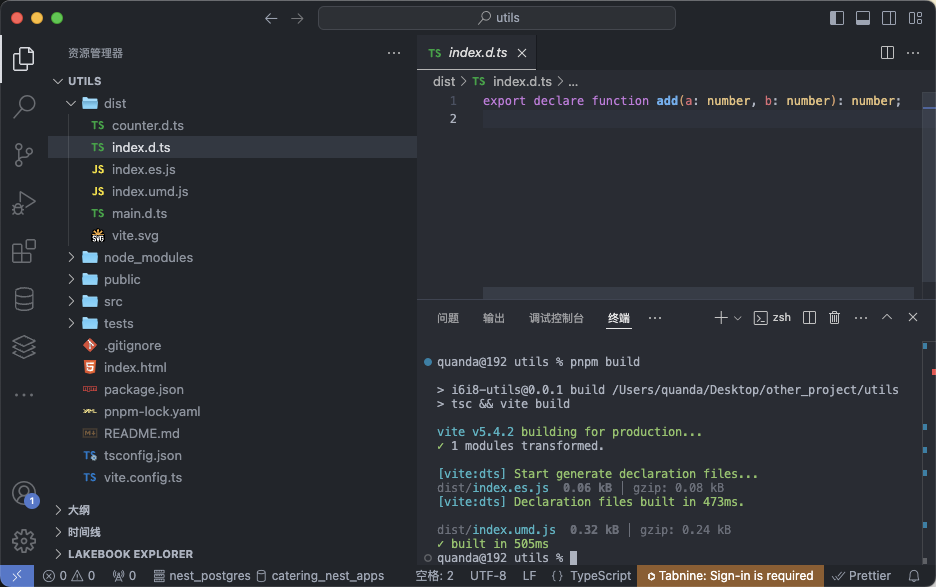 utils
资源管理器
UTILS
dist
TS counter.d.ts
TS index.d.ts
JS index.es.js
JS index.umd.js
TS main.d.ts
SVG vite.svg
node_modules
public
src
tests
.gitignore
index.html
package.json
pnpm-lock.yaml
README.md
tsconfig.json
TS vite.config.ts
大纲
时间线
LAKEBOOK EXPLORER
1
TS index.d.ts
dist > TS index.d.ts > ...
1 export declare function add(a: number, b: number): number;
2
问题 输出 调试控制台 终端 zsh
quanda@192 utils % pnpm build
> i6i8-utils@0.0.1 build /Users/quanda/Desktop/other_project/utils
> tsc && vite build
vite v5.4.2 building for production...
✓ 1 modules transformed.
[vite:dts] Start generate declaration files...
dist/index.es.js 0.06 kB │ gzip: 0.08 kB
[vite:dts] Declaration files built in 473ms.
dist/index.umd.js 0.32 kB │ gzip: 0.24 kB
✓ built in 505ms
quanda@192 utils %
0 0 0 nest_postgres catering_nest_apps 空格: 2 UTF-8 LF {} TypeScript Tabnine: Sign-in is required Prettier